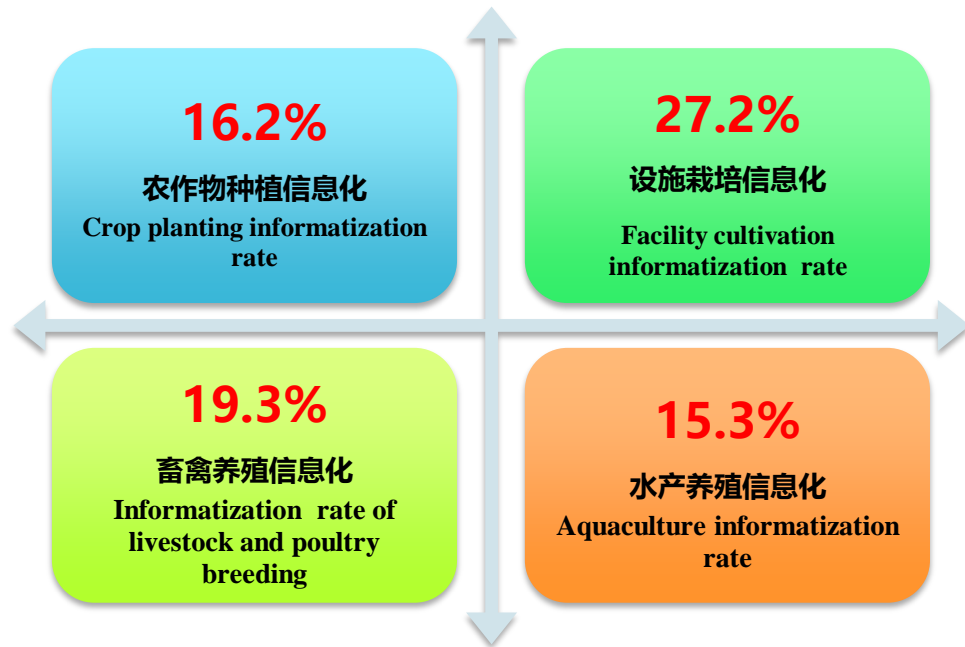 16.2%
农作物种植信息化
Crop planting informatization
rate
27.2%
设施栽培信息化
Facility cultivation
informatization rate
19.3%
畜禽养殖信息化
Informatization rate of
livestock and poultry
breeding
15.3%
水产养殖信息化
Aquaculture informatization
rate